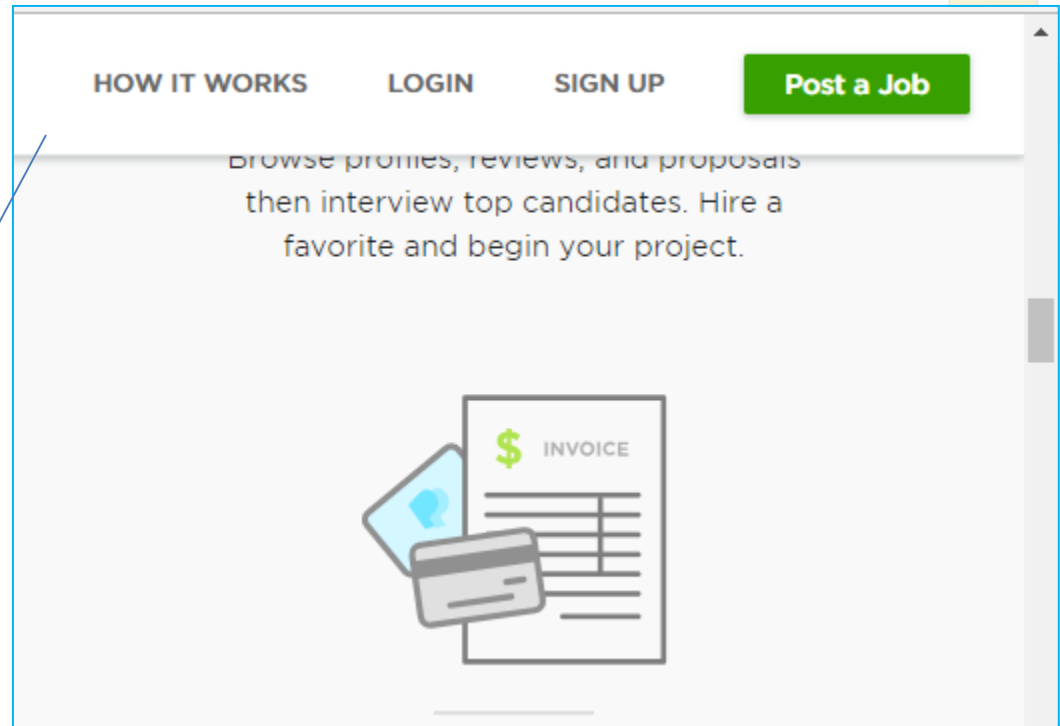 HOW IT WORKS LOGIN SIGN UP Post a Job
Browse profiles, reviews, and proposals
then interview top candidates. Hire a
favorite and begin your project.
$ INVOICE